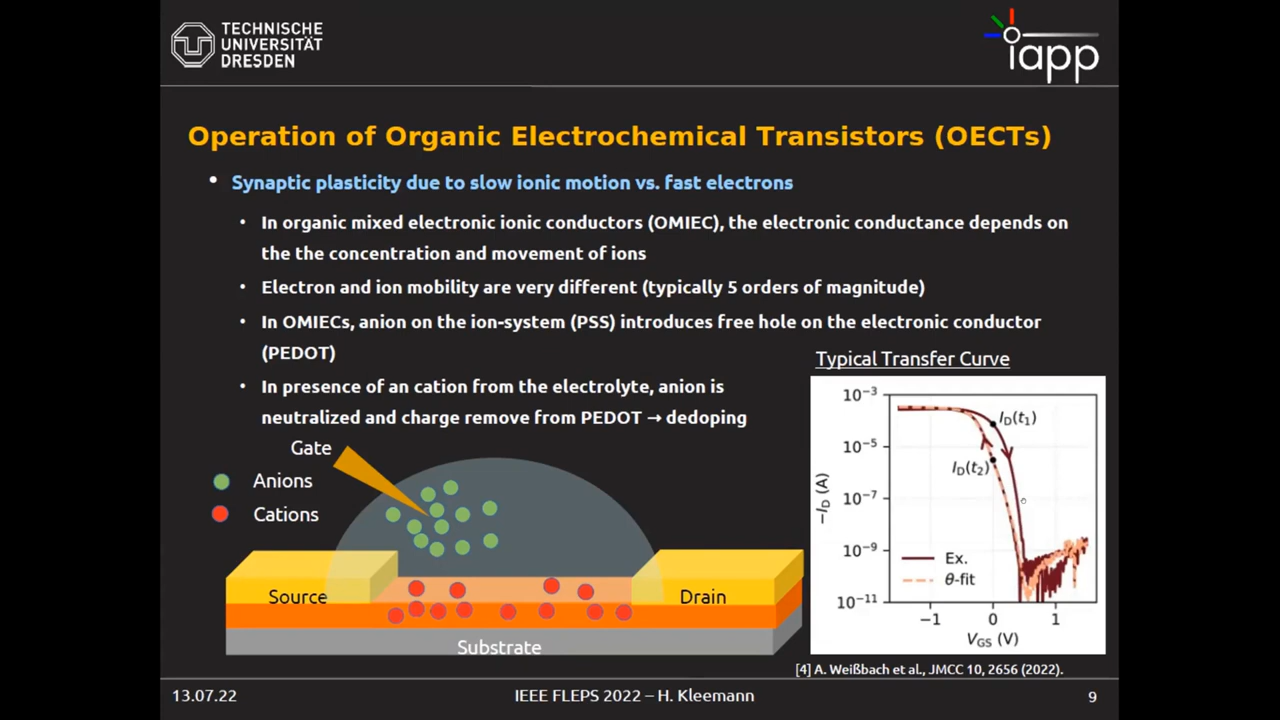 TECHNISCHE
UNIVERSITÄT
DRESDEN
iapp
Operation of Organic Electrochemical Transistors (OECTs)
• Synaptic plasticity due to slow ionic motion vs. fast electrons
• In organic mixed electronic ionic conductors (OMIEC), the electronic conductance depends on
the the concentration and movement of ions
• Electron and ion mobility are very different (typically 5 orders of magnitude)
• In OMIECs, anion on the ion-system (PSS) introduces free hole on the electronic conductor
(PEDOT)
• In presence of an cation from the electrolyte, anion is
neutralized and charge remove from PEDOT → dedoping
Gate
Anions
Cations
Source
Drain
Substrate
Typical Transfer Curve
10⁻³
10⁻⁵
10⁻⁷
10⁻⁹
10⁻¹¹
−I_D (A)
I_D(t₁)
I_D(t₂)
Ex.
θ-fit
−1 0 1
V_GS (V)
[4] A. Weißbach et al., JMCC 10, 2656 (2022).
13.07.22
IEEE FLEPS 2022 – H. Kleemann
9